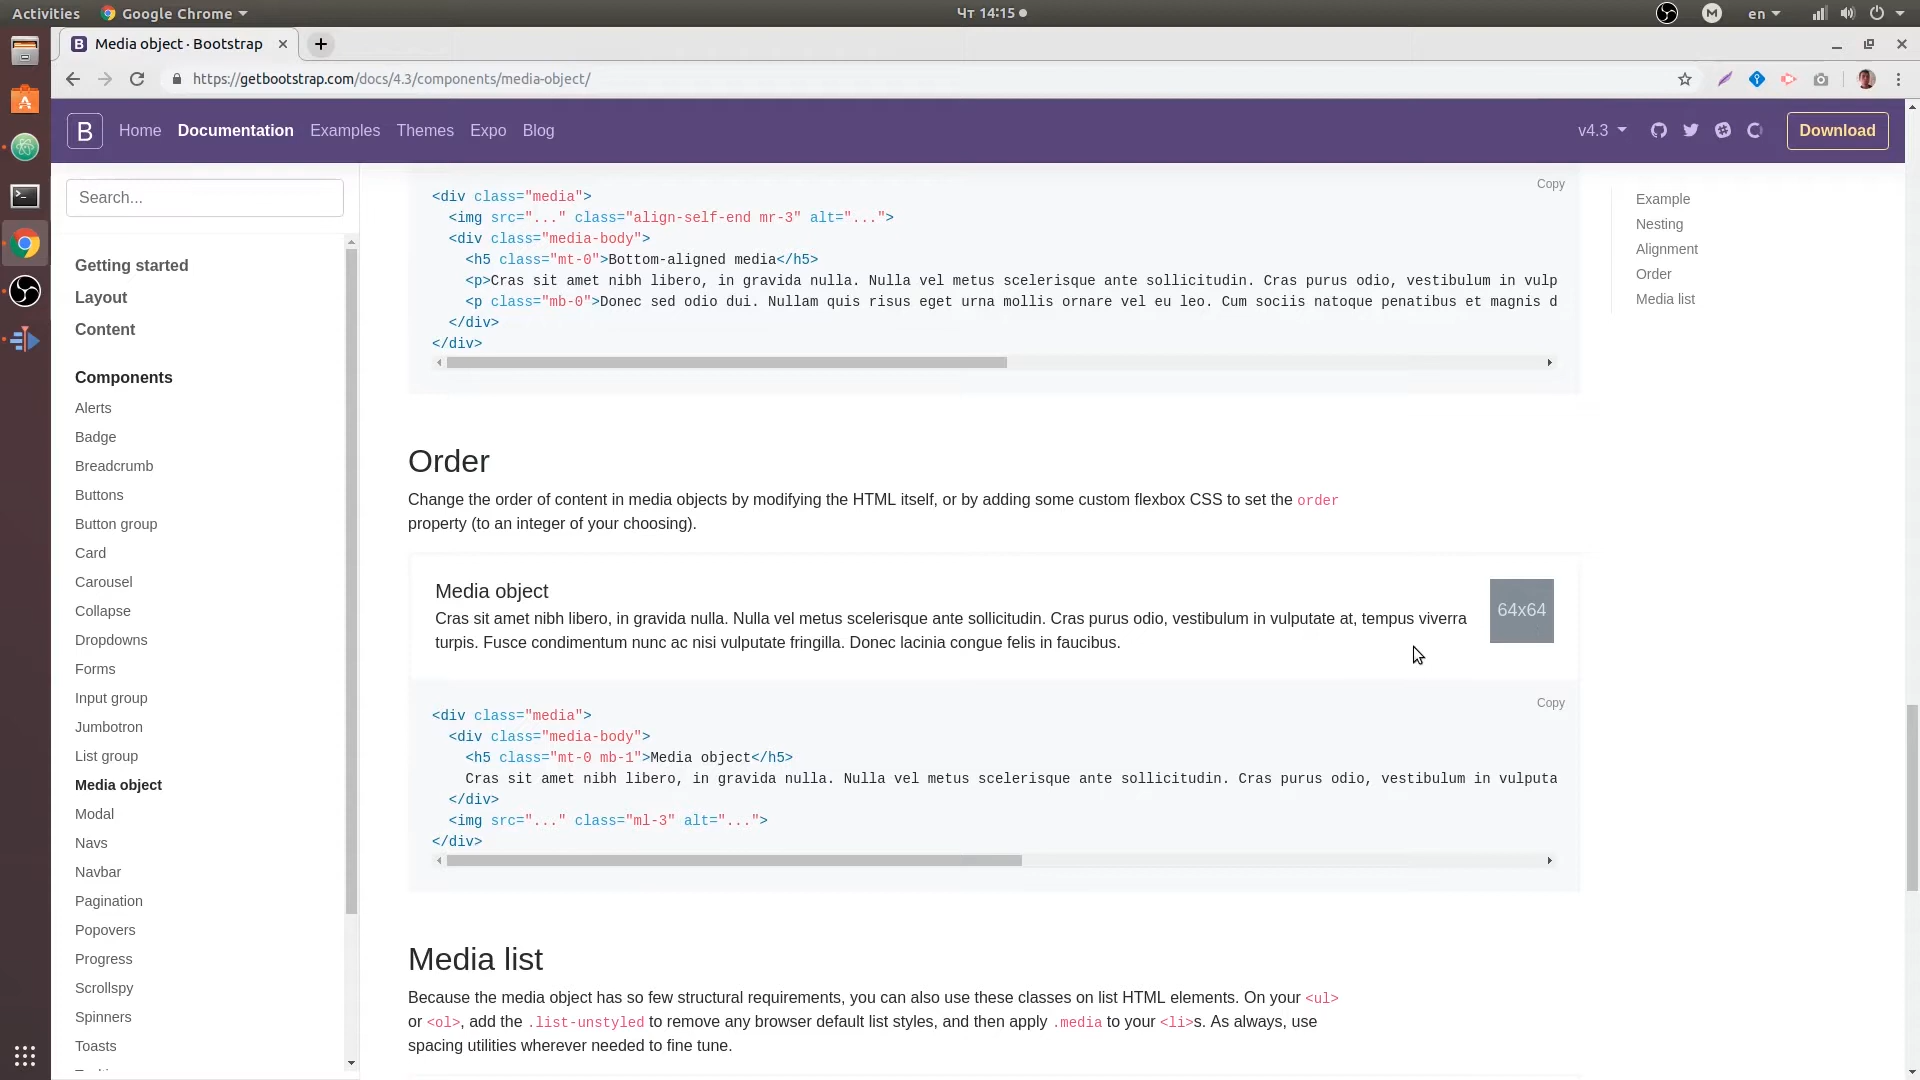 Activities
Google Chrome
Чт 14:15
en
Media object · Bootstrap
https://getbootstrap.com/docs/4.3/components/media-object/
B
Home
Documentation
Examples
Themes
Expo
Blog
v4.3
Download
Search...
Getting started
Layout
Content
Components
Alerts
Badge
Breadcrumb
Buttons
Button group
Card
Carousel
Collapse
Dropdowns
Forms
Input group
Jumbotron
List group
Media object
Modal
Navs
Navbar
Pagination
Popovers
Progress
Scrollspy
Spinners
Toasts
Copy
<div class="media">
<img src="..." class="align-self-end mr-3" alt="...">
<div class="media-body">
<h5 class="mt-0">Bottom-aligned media</h5>
<p>Cras sit amet nibh libero, in gravida nulla. Nulla vel metus scelerisque ante sollicitudin. Cras purus odio, vestibulum in vulp
<p class="mb-0">Donec sed odio dui. Nullam quis risus eget urna mollis ornare vel eu leo. Cum sociis natoque penatibus et magnis d
</div>
</div>
Order
Change the order of content in media objects by modifying the HTML itself, or by adding some custom flexbox CSS to set the order
property (to an integer of your choosing).
Media object
Cras sit amet nibh libero, in gravida nulla. Nulla vel metus scelerisque ante sollicitudin. Cras purus odio, vestibulum in vulputate at, tempus viverra
turpis. Fusce condimentum nunc ac nisi vulputate fringilla. Donec lacinia congue felis in faucibus.
64x64
Copy
<div class="media">
<div class="media-body">
<h5 class="mt-0 mb-1">Media object</h5>
Cras sit amet nibh libero, in gravida nulla. Nulla vel metus scelerisque ante sollicitudin. Cras purus odio, vestibulum in vulputa
</div>
<img src="..." class="ml-3" alt="...">
</div>
Media list
Because the media object has so few structural requirements, you can also use these classes on list HTML elements. On your <ul>
or <ol>, add the .list-unstyled to remove any browser default list styles, and then apply .media to your <li>s. As always, use
spacing utilities wherever needed to fine tune.
Example
Nesting
Alignment
Order
Media list